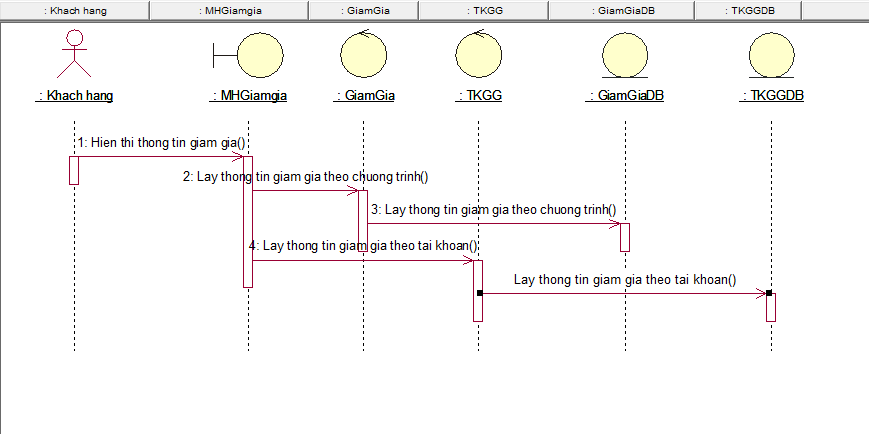 : Khach hang : MHGiamgia : GiamGia : TKGG : GiamGiaDB : TKGGDB
: Khach hang : MHGiamgia : GiamGia : TKGG : GiamGiaDB : TKGGDB
1: Hien thi thong tin giam gia()
2: Lay thong tin giam gia theo chuong trinh()
3: Lay thong tin giam gia theo chuong trinh()
4: Lay thong tin giam gia theo tai khoan()
Lay thong tin giam gia theo tai khoan()